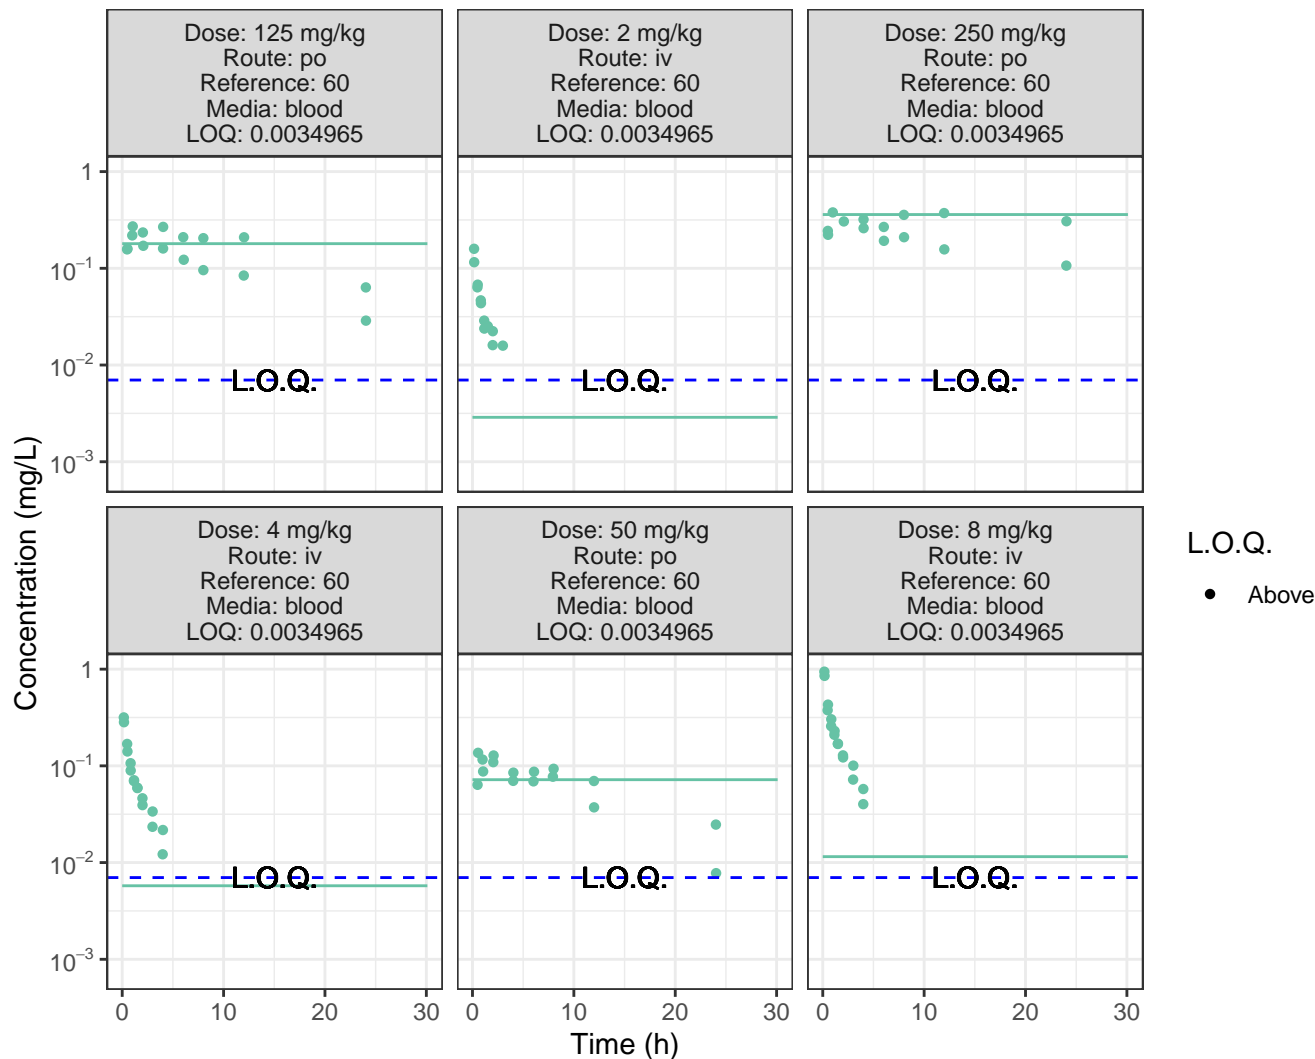 Dose: 125 mg/kg
Route: po
Reference: 60
Media: blood
LOQ: 0.0034965
Dose: 2 mg/kg
Route: iv
Reference: 60
Media: blood
LOQ: 0.0034965
Dose: 250 mg/kg
Route: po
Reference: 60
Media: blood
LOQ: 0.0034965
1
10⁻¹
10⁻²
10⁻³
L.O.Q.
L.O.Q.
L.O.Q.
Concentration (mg/L)
Dose: 4 mg/kg
Route: iv
Reference: 60
Media: blood
LOQ: 0.0034965
Dose: 50 mg/kg
Route: po
Reference: 60
Media: blood
LOQ: 0.0034965
Dose: 8 mg/kg
Route: iv
Reference: 60
Media: blood
LOQ: 0.0034965
1
10⁻¹
10⁻²
10⁻³
L.O.Q.
L.O.Q.
L.O.Q.
0 10 20 30
0 10 20 30
0 10 20 30
Time (h)
L.O.Q.
Above